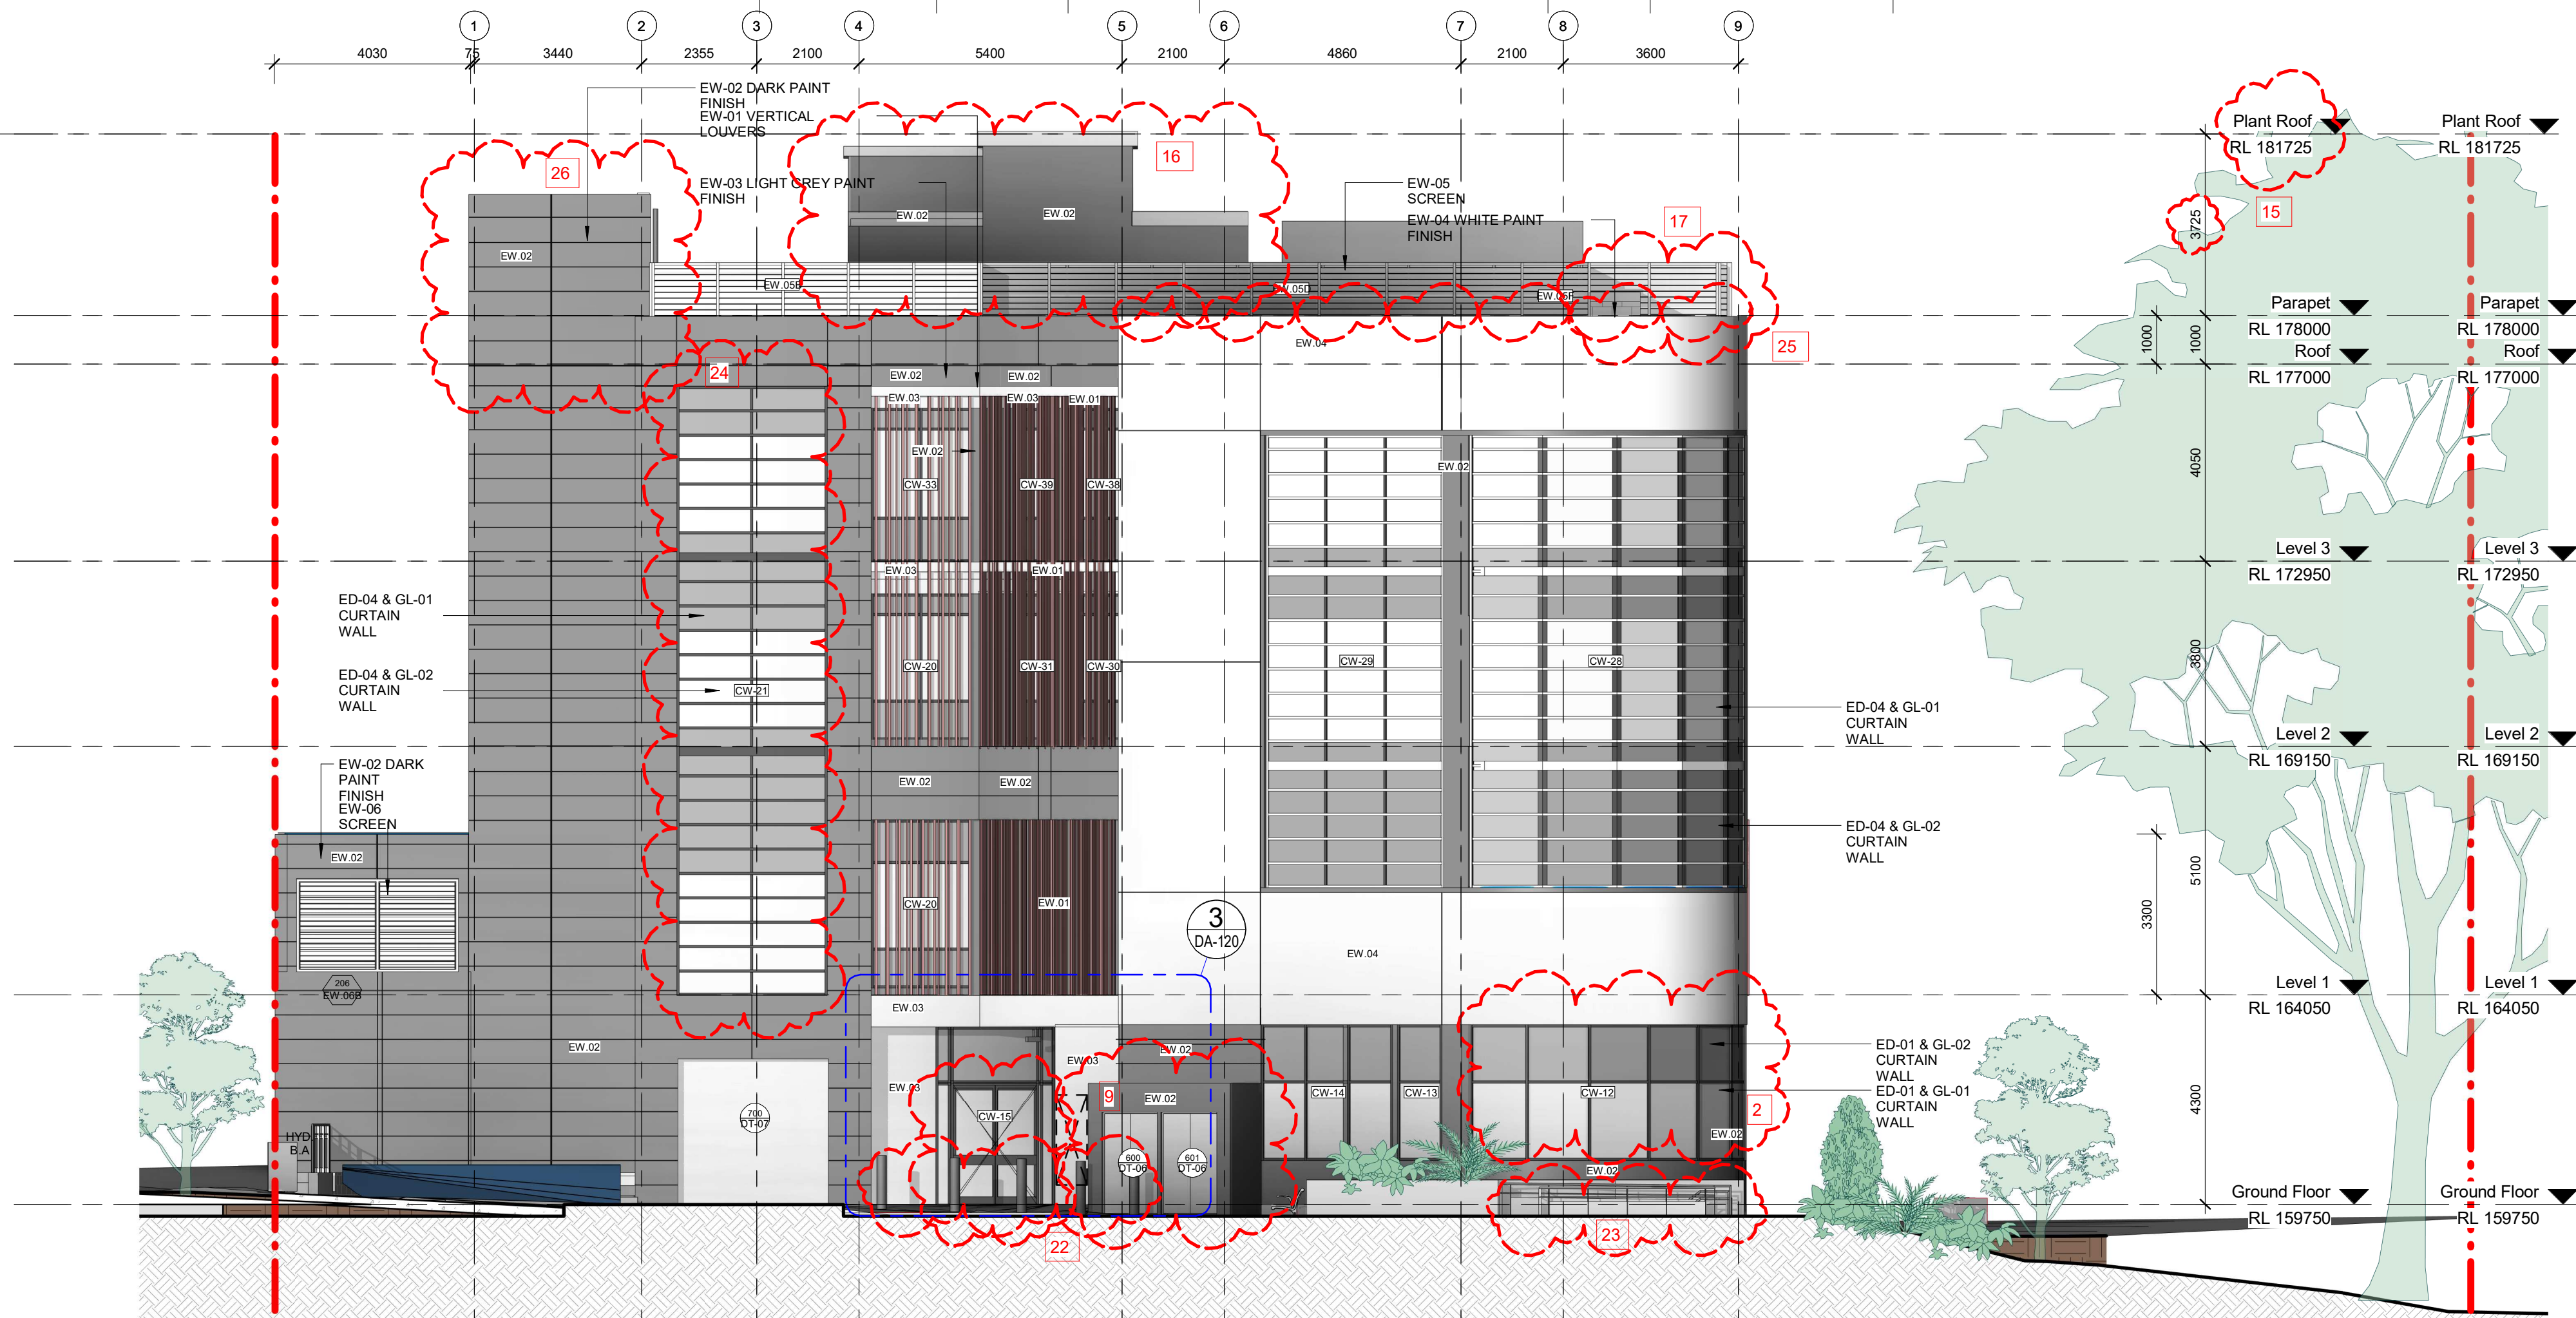 1 2 3 4 5 6 7 8 9
4030 75 3440 2355 2100 5400 2100 4860 2100 3600
EW-02 DARK PAINT
FINISH
EW-01 VERTICAL
LOUVERS
EW-03 LIGHT GREY PAINT
FINISH
EW-05
SCREEN
EW-04 WHITE PAINT
FINISH
26
16
17
15
25
24
Plant Roof
RL 181725
Plant Roof
RL 181725
3725
Parapet
RL 178000
Parapet
RL 178000
1000
1000
Roof
RL 177000
Roof
RL 177000
4050
Level 3
RL 172950
Level 3
RL 172950
3800
Level 2
RL 169150
Level 2
RL 169150
5100
3300
Level 1
RL 164050
Level 1
RL 164050
4300
Ground Floor
RL 159750
Ground Floor
RL 159750
EW.02
EW.02
EW.02
EW.05D
EW.04
EW.02
EW.02
EW.03
EW.03
EW.01
EW.02
EW.02
CW-33
CW-39
CW-38
EW.03
EW.01
ED-04 & GL-01
CURTAIN
WALL
ED-04 & GL-02
CURTAIN
WALL
CW-21
CW-20
CW-31
CW-30
CW-29
CW-28
ED-04 & GL-01
CURTAIN
WALL
ED-04 & GL-02
CURTAIN
WALL
EW-02 DARK
PAINT
FINISH
EW-06
SCREEN
EW.02
EW.02
EW.02
CW-20
EW.01
3
DA-120
EW.04
206
EW.06B
EW.03
EW.02
EW.02
EW.03
EW.03
EW.02
9
CW-15
CW-14
CW-13
CW-12
2
EW.02
EW.02
ED-01 & GL-02
CURTAIN
WALL
ED-01 & GL-01
CURTAIN
WALL
700
DT-07
HYD.
B.A
600
DT-06
601
DT-06
22
23